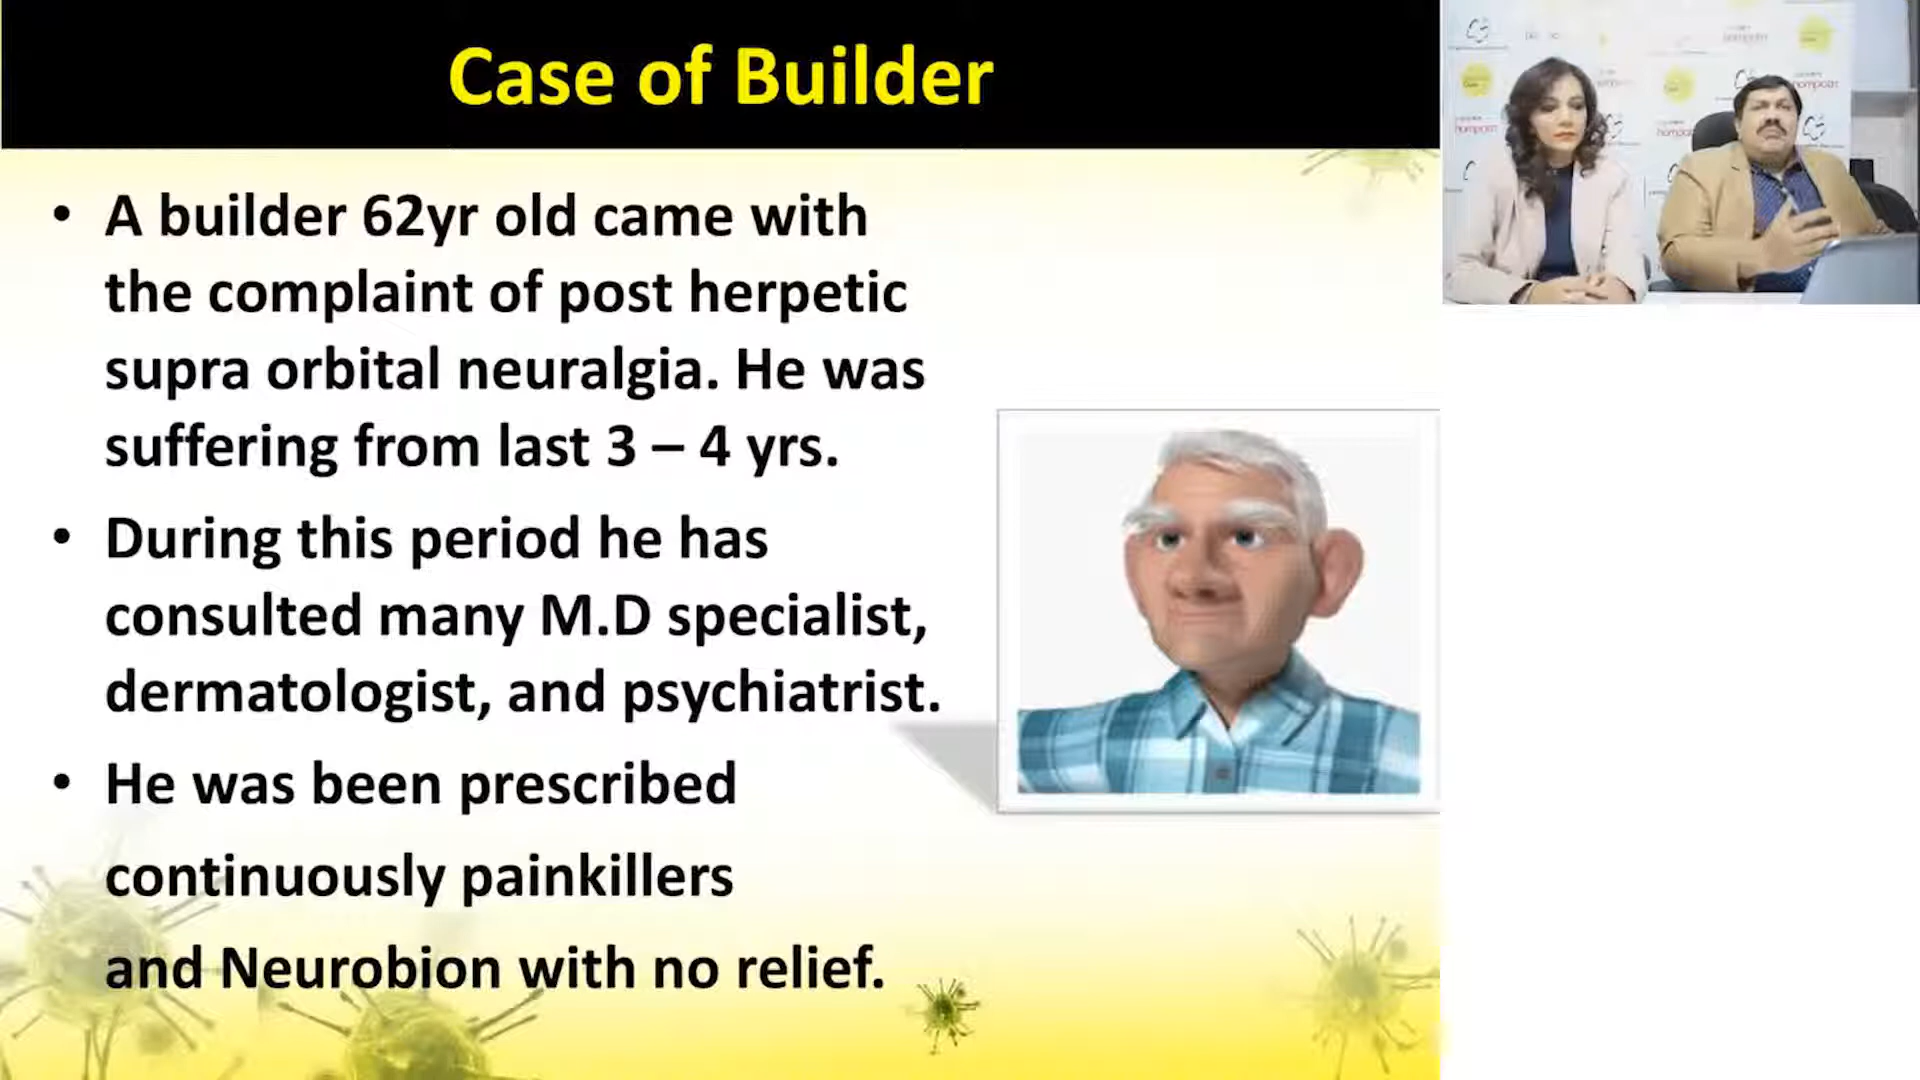 Case of Builder
• A builder 62yr old came with
the complaint of post herpetic
supra orbital neuralgia. He was
suffering from last 3 – 4 yrs.
• During this period he has
consulted many M.D specialist,
dermatologist, and psychiatrist.
• He was been prescribed
continuously painkillers
and Neurobion with no relief.